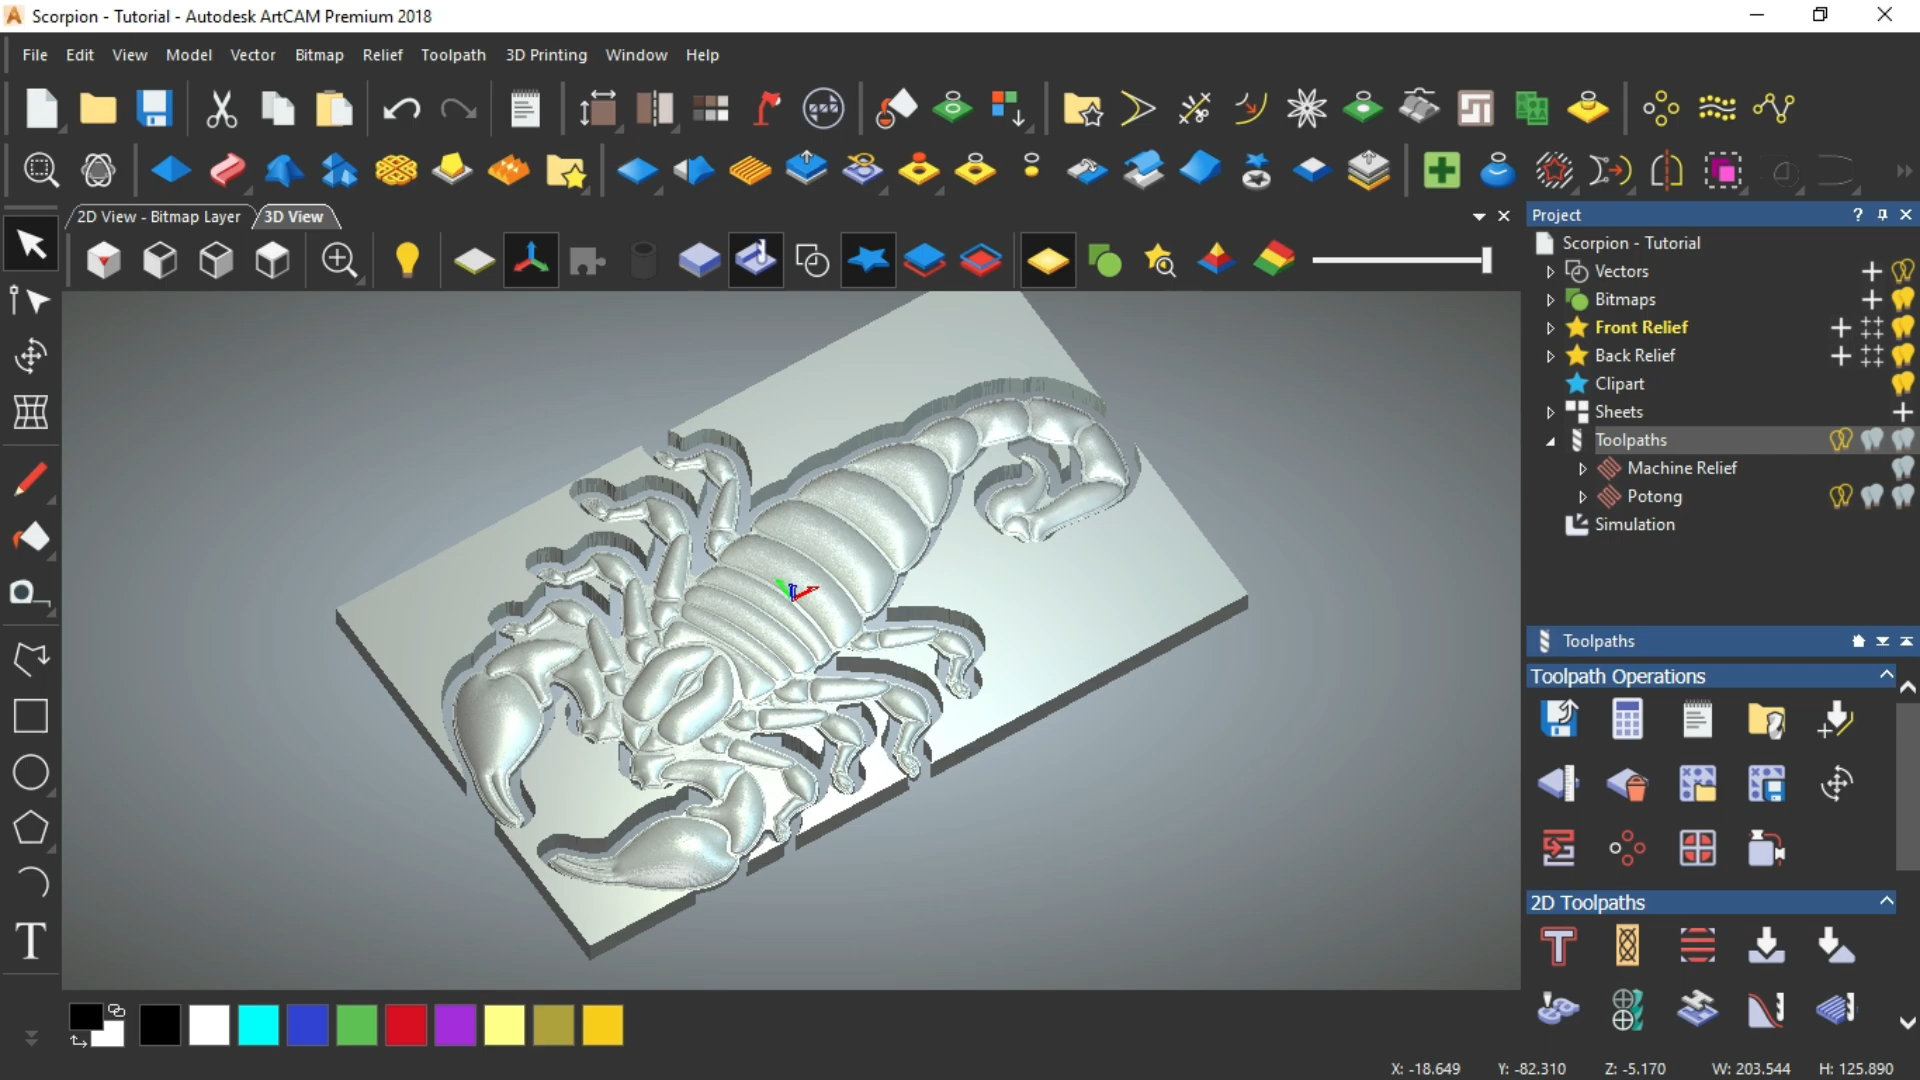 Scorpion - Tutorial - Autodesk ArtCAM Premium 2018
File Edit View Model Vector Bitmap Relief Toolpath 3D Printing Window Help
2D View - Bitmap Layer 3D View
Project
Scorpion - Tutorial
Vectors
Bitmaps
Front Relief
Back Relief
Clipart
Sheets
Toolpaths
Machine Relief
Potong
Simulation
Toolpaths
Toolpath Operations
2D Toolpaths
X: -18.649 Y: -82.310 Z: -5.170 W: 203.544 H: 125.890